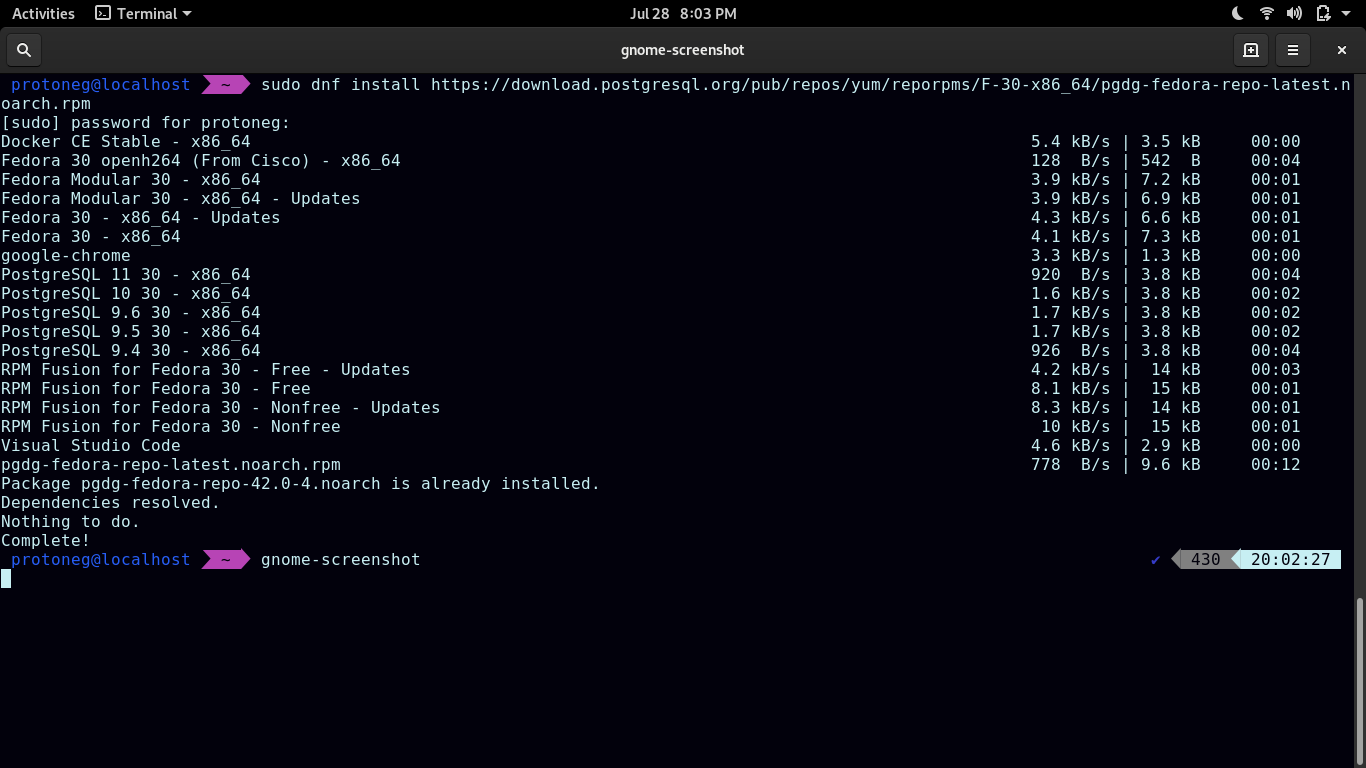 Activities Terminal Jul 28 8:03 PM
gnome-screenshot
protoneg@localhost ~ sudo dnf install https://download.postgresql.org/pub/repos/yum/reporpms/F-30-x86_64/pgdg-fedora-repo-latest.n
oarch.rpm
[sudo] password for protoneg:
Docker CE Stable - x86_64 5.4 kB/s | 3.5 kB 00:00
Fedora 30 openh264 (From Cisco) - x86_64 128 B/s | 542 B 00:04
Fedora Modular 30 - x86_64 3.9 kB/s | 7.2 kB 00:01
Fedora Modular 30 - x86_64 - Updates 3.9 kB/s | 6.9 kB 00:01
Fedora 30 - x86_64 - Updates 4.3 kB/s | 6.6 kB 00:01
Fedora 30 - x86_64 4.1 kB/s | 7.3 kB 00:01
google-chrome 3.3 kB/s | 1.3 kB 00:00
PostgreSQL 11 30 - x86_64 920 B/s | 3.8 kB 00:04
PostgreSQL 10 30 - x86_64 1.6 kB/s | 3.8 kB 00:02
PostgreSQL 9.6 30 - x86_64 1.7 kB/s | 3.8 kB 00:02
PostgreSQL 9.5 30 - x86_64 1.7 kB/s | 3.8 kB 00:02
PostgreSQL 9.4 30 - x86_64 926 B/s | 3.8 kB 00:04
RPM Fusion for Fedora 30 - Free - Updates 4.2 kB/s | 14 kB 00:03
RPM Fusion for Fedora 30 - Free 8.1 kB/s | 15 kB 00:01
RPM Fusion for Fedora 30 - Nonfree - Updates 8.3 kB/s | 14 kB 00:01
RPM Fusion for Fedora 30 - Nonfree 10 kB/s | 15 kB 00:01
Visual Studio Code 4.6 kB/s | 2.9 kB 00:00
pgdg-fedora-repo-latest.noarch.rpm 778 B/s | 9.6 kB 00:12
Package pgdg-fedora-repo-42.0-4.noarch is already installed.
Dependencies resolved.
Nothing to do.
Complete!
protoneg@localhost ~ gnome-screenshot ✔ 430 20:02:27